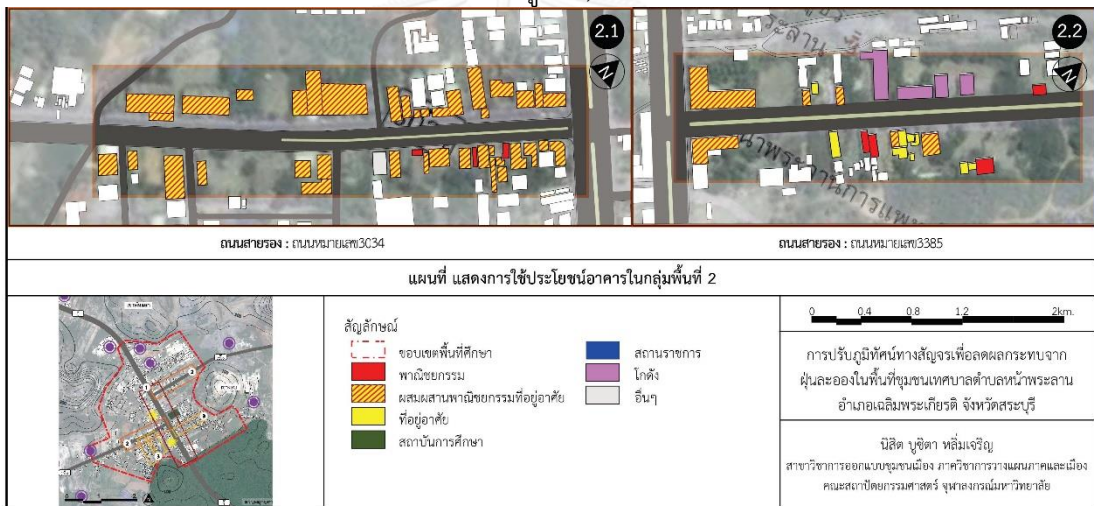 2.1
2.2
N
N
ถนนสายรอง : ถนนหมายเลข3034
ถนนสายรอง : ถนนหมายเลข3385
แผนที่ แสดงการใช้ประโยชน์อาคารในกลุ่มพื้นที่ 2
สัญลักษณ์
ขอบเขตพื้นที่ศึกษา
พาณิชยกรรม
ผสมผสานพาณิชยกรรมที่อยู่อาศัย
ที่อยู่อาศัย
สถาบันการศึกษา
สถานราชการ
โกดัง
อื่นๆ
0 0.4 0.8 1.2 2km.
การปรับภูมิทัศน์ทางสัญจรเพื่อลดผลกระทบจาก
ฝุ่นละอองในพื้นที่ชุมชนเทศบาลตำบลหน้าพระลาน
อำเภอเฉลิมพระเกียรติ จังหวัดสระบุรี
นิสิต บูชิตา หลิ่มเจริญ
สาขาวิชาการออกแบบชุมชนเมือง ภาควิชาการวางแผนภาคและเมือง
คณะสถาปัตยกรรมศาสตร์ จุฬาลงกรณ์มหาวิทยาลัย